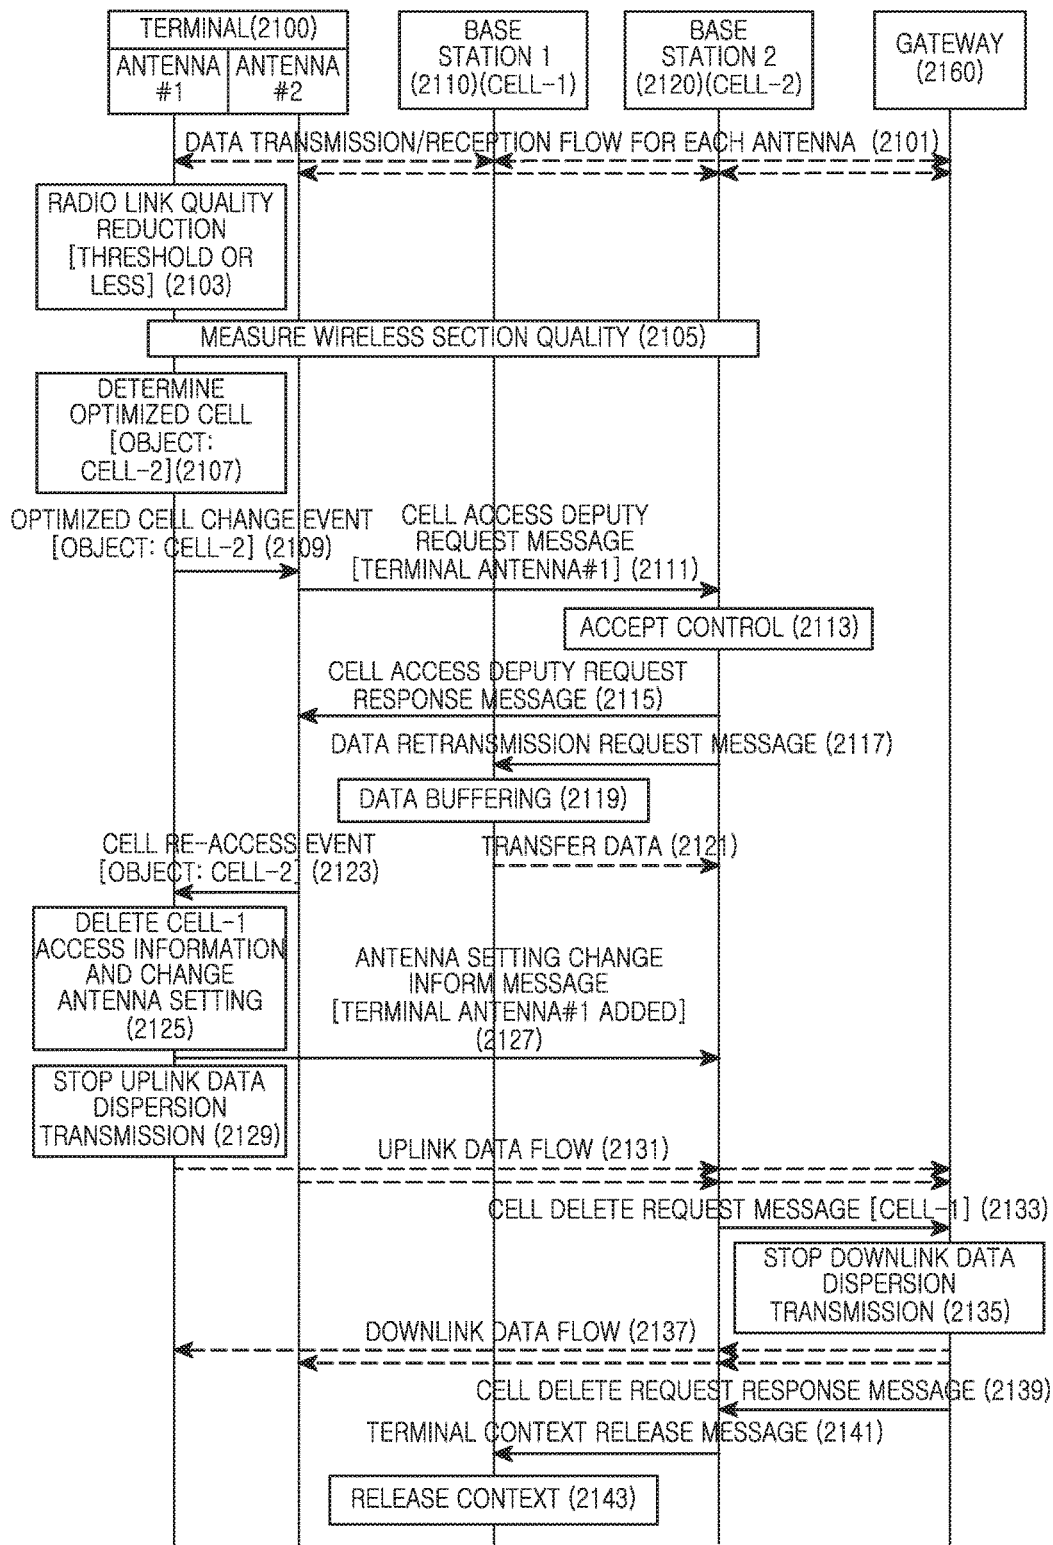 TERMINAL(2100)
ANTENNA
#1
ANTENNA
#2
BASE
STATION 1
(2110)(CELL-1)
BASE
STATION 2
(2120)(CELL-2)
GATEWAY
(2160)
DATA TRANSMISSION/RECEPTION FLOW FOR EACH ANTENNA (2101)
RADIO LINK QUALITY
REDUCTION
[THRESHOLD OR
LESS] (2103)
MEASURE WIRELESS SECTION QUALITY (2105)
DETERMINE
OPTIMIZED CELL
[OBJECT:
CELL-2](2107)
OPTIMIZED CELL CHANGE EVENT
[OBJECT: CELL-2] (2109)
CELL ACCESS DEPUTY
REQUEST MESSAGE
[TERMINAL ANTENNA#1] (2111)
ACCEPT CONTROL (2113)
CELL ACCESS DEPUTY REQUEST
RESPONSE MESSAGE (2115)
DATA RETRANSMISSION REQUEST MESSAGE (2117)
DATA BUFFERING (2119)
CELL RE-ACCESS EVENT
[OBJECT: CELL-2] (2123)
TRANSFER DATA (2121)
DELETE CELL-1
ACCESS INFORMATION
AND CHANGE
ANTENNA SETTING
(2125)
ANTENNA SETTING CHANGE
INFORM MESSAGE
[TERMINAL ANTENNA#1 ADDED]
(2127)
STOP UPLINK DATA
DISPERSION
TRANSMISSION (2129)
UPLINK DATA FLOW (2131)
CELL DELETE REQUEST MESSAGE [CELL-1] (2133)
STOP DOWNLINK DATA
DISPERSION
TRANSMISSION (2135)
DOWNLINK DATA FLOW (2137)
CELL DELETE REQUEST RESPONSE MESSAGE (2139)
TERMINAL CONTEXT RELEASE MESSAGE (2141)
RELEASE CONTEXT (2143)